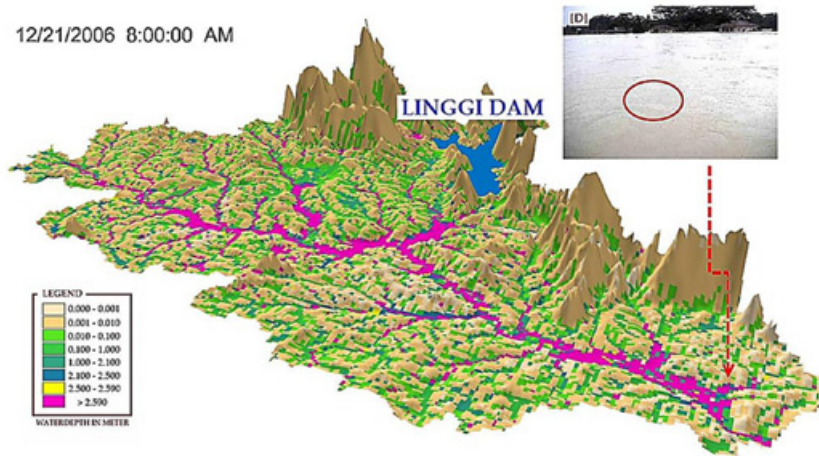 12/21/2006 8:00:00 AM
[D]
LINGGI DAM
LEGEND
0.000 - 0.001
0.001 - 0.010
0.010 - 0.100
0.100 - 1.000
1.000 - 2.100
2.100 - 2.500
2.500 - 2.590
> 2.590
WATERDEPTH IN METER